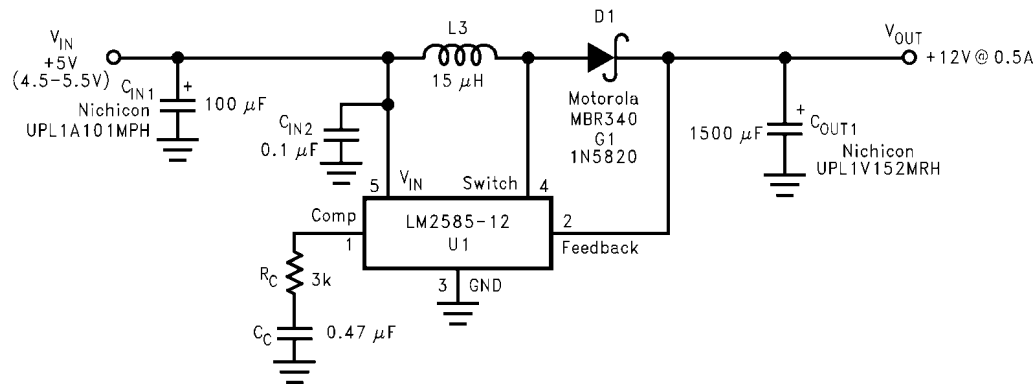 V_IN
+5V
(4.5–5.5V)
C_IN1
+
Nichicon
UPL1A101MPH
100 μF
C_IN2
0.1 μF
L3
15 μH
D1
Motorola
MBR340
G1
1N5820
V_OUT
+12V @ 0.5A
1500 μF
+
C_OUT1
Nichicon
UPL1V152MRH
5
V_IN
Switch
4
Comp
1
LM2585-12
U1
2
Feedback
3
GND
R_C
3k
C_C
0.47 μF